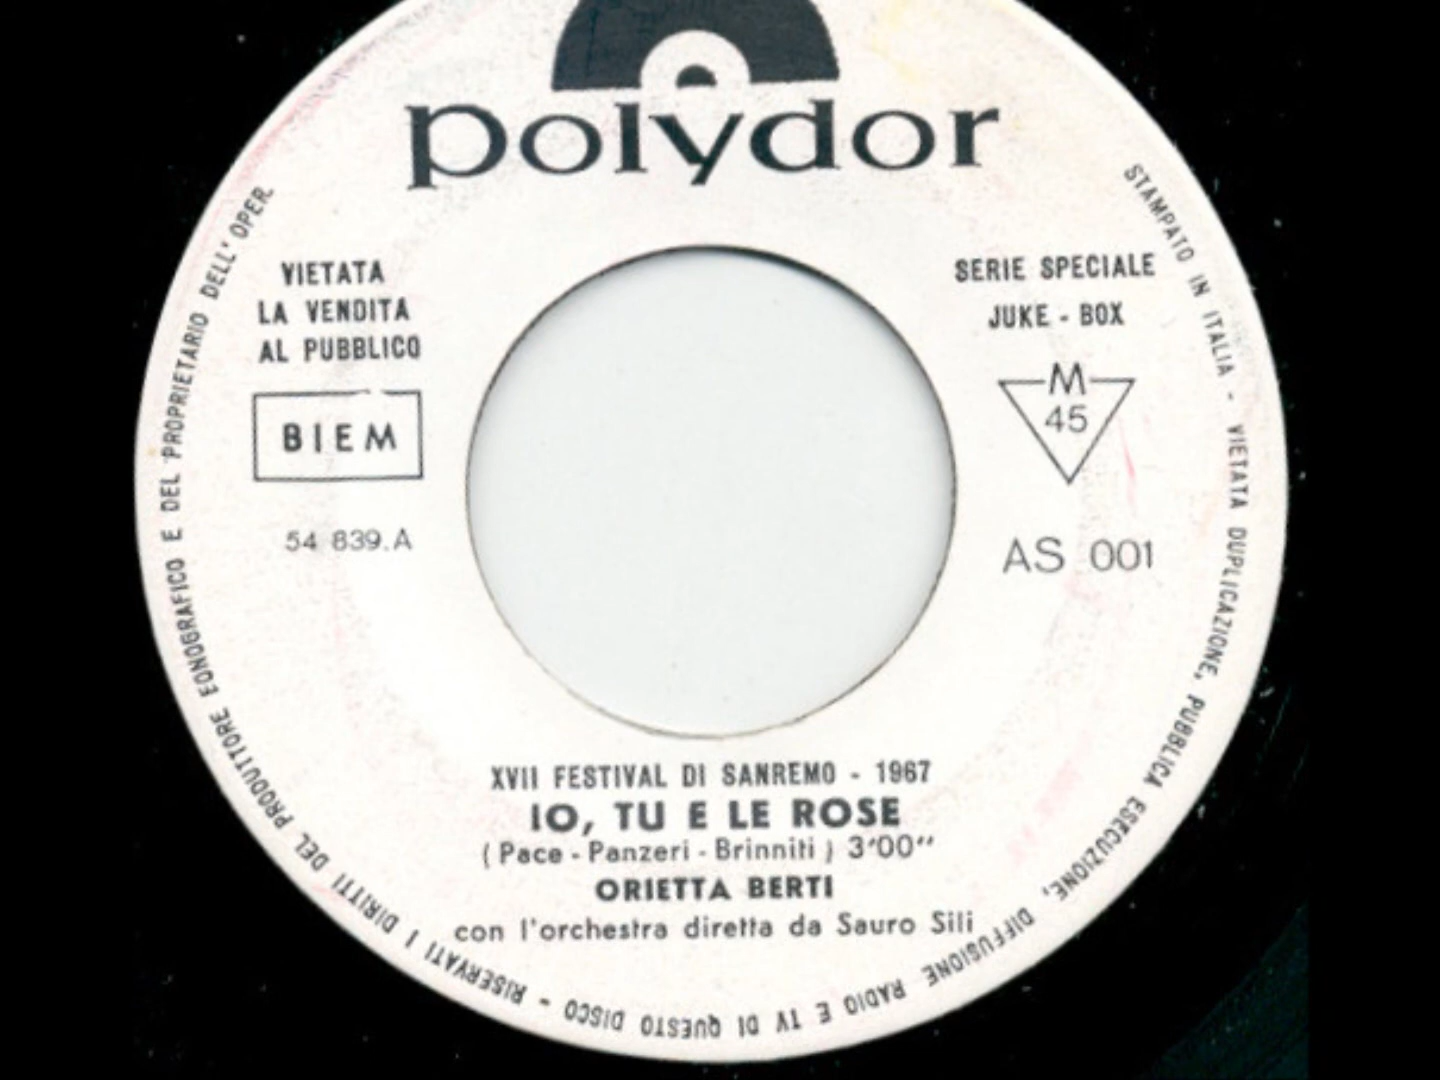 polydor
VIETATA
LA VENDITA
AL PUBBLICO
BIEM
54 839.A
SERIE SPECIALE
JUKE - BOX
M
45
AS 001
XVII FESTIVAL DI SANREMO - 1967
IO, TU E LE ROSE
( Pace - Panzeri - Brinniti ) 3'00"
ORIETTA BERTI
con l'orchestra diretta da Sauro Sili
STAMPATO IN ITALIA - VIETATA DUPLICAZIONE, PUBBLICA ESECUZIONE, DIFFUSIONE RADIO E TV DI QUESTO DISCO - RISERVATI I DIRITTI DEL PRODUTTORE FONOGRAFICO E DEL PROPRIETARIO DELL' OPER.